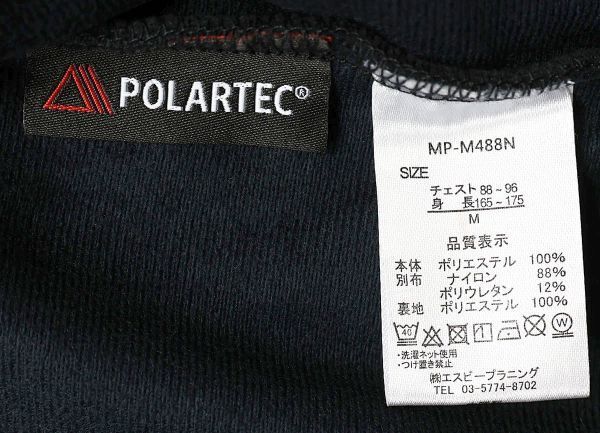 POLARTEC®
MP-M488N
SIZE
チェスト 88～96
身 長165～175
M
品質表示
本体 ポリエステル 100%
別布 ナイロン 88%
ポリウレタン 12%
裏地 ポリエステル 100%
40 W
・洗濯ネット使用
・つけ置き禁止
㈱エスビープラニング
TEL 03-5774-8702